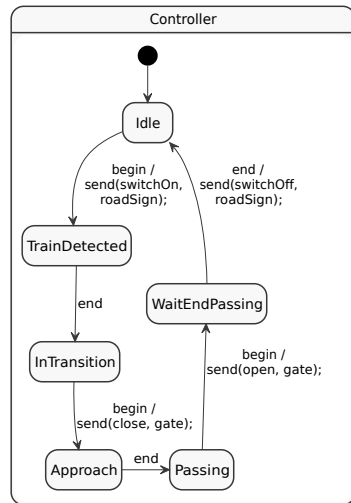 Controller
Idle
begin /
send(switchOn,
roadSign);
end /
send(switchOff,
roadSign);
TrainDetected
end
WaitEndPassing
InTransition
begin /
send(open, gate);
begin /
send(close, gate);
Approach
end
Passing